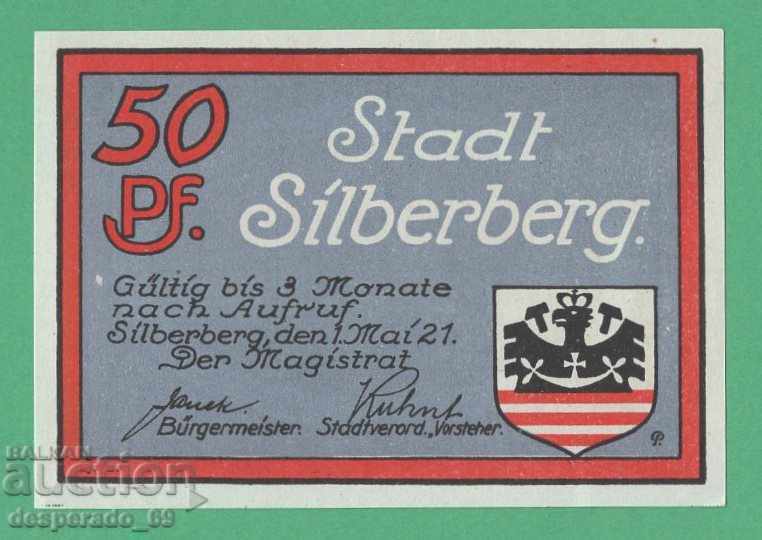 50
Pf.
Stadt
Silberberg.
Gültig bis 3 Monate
nach Aufruf.
Silberberg, den 1. Mai 21.
Der Magistrat
Kuhnt
Bürgermeister. Stadtverord.„Vorsteher.
P.
BALKAN
auction
desperado_69